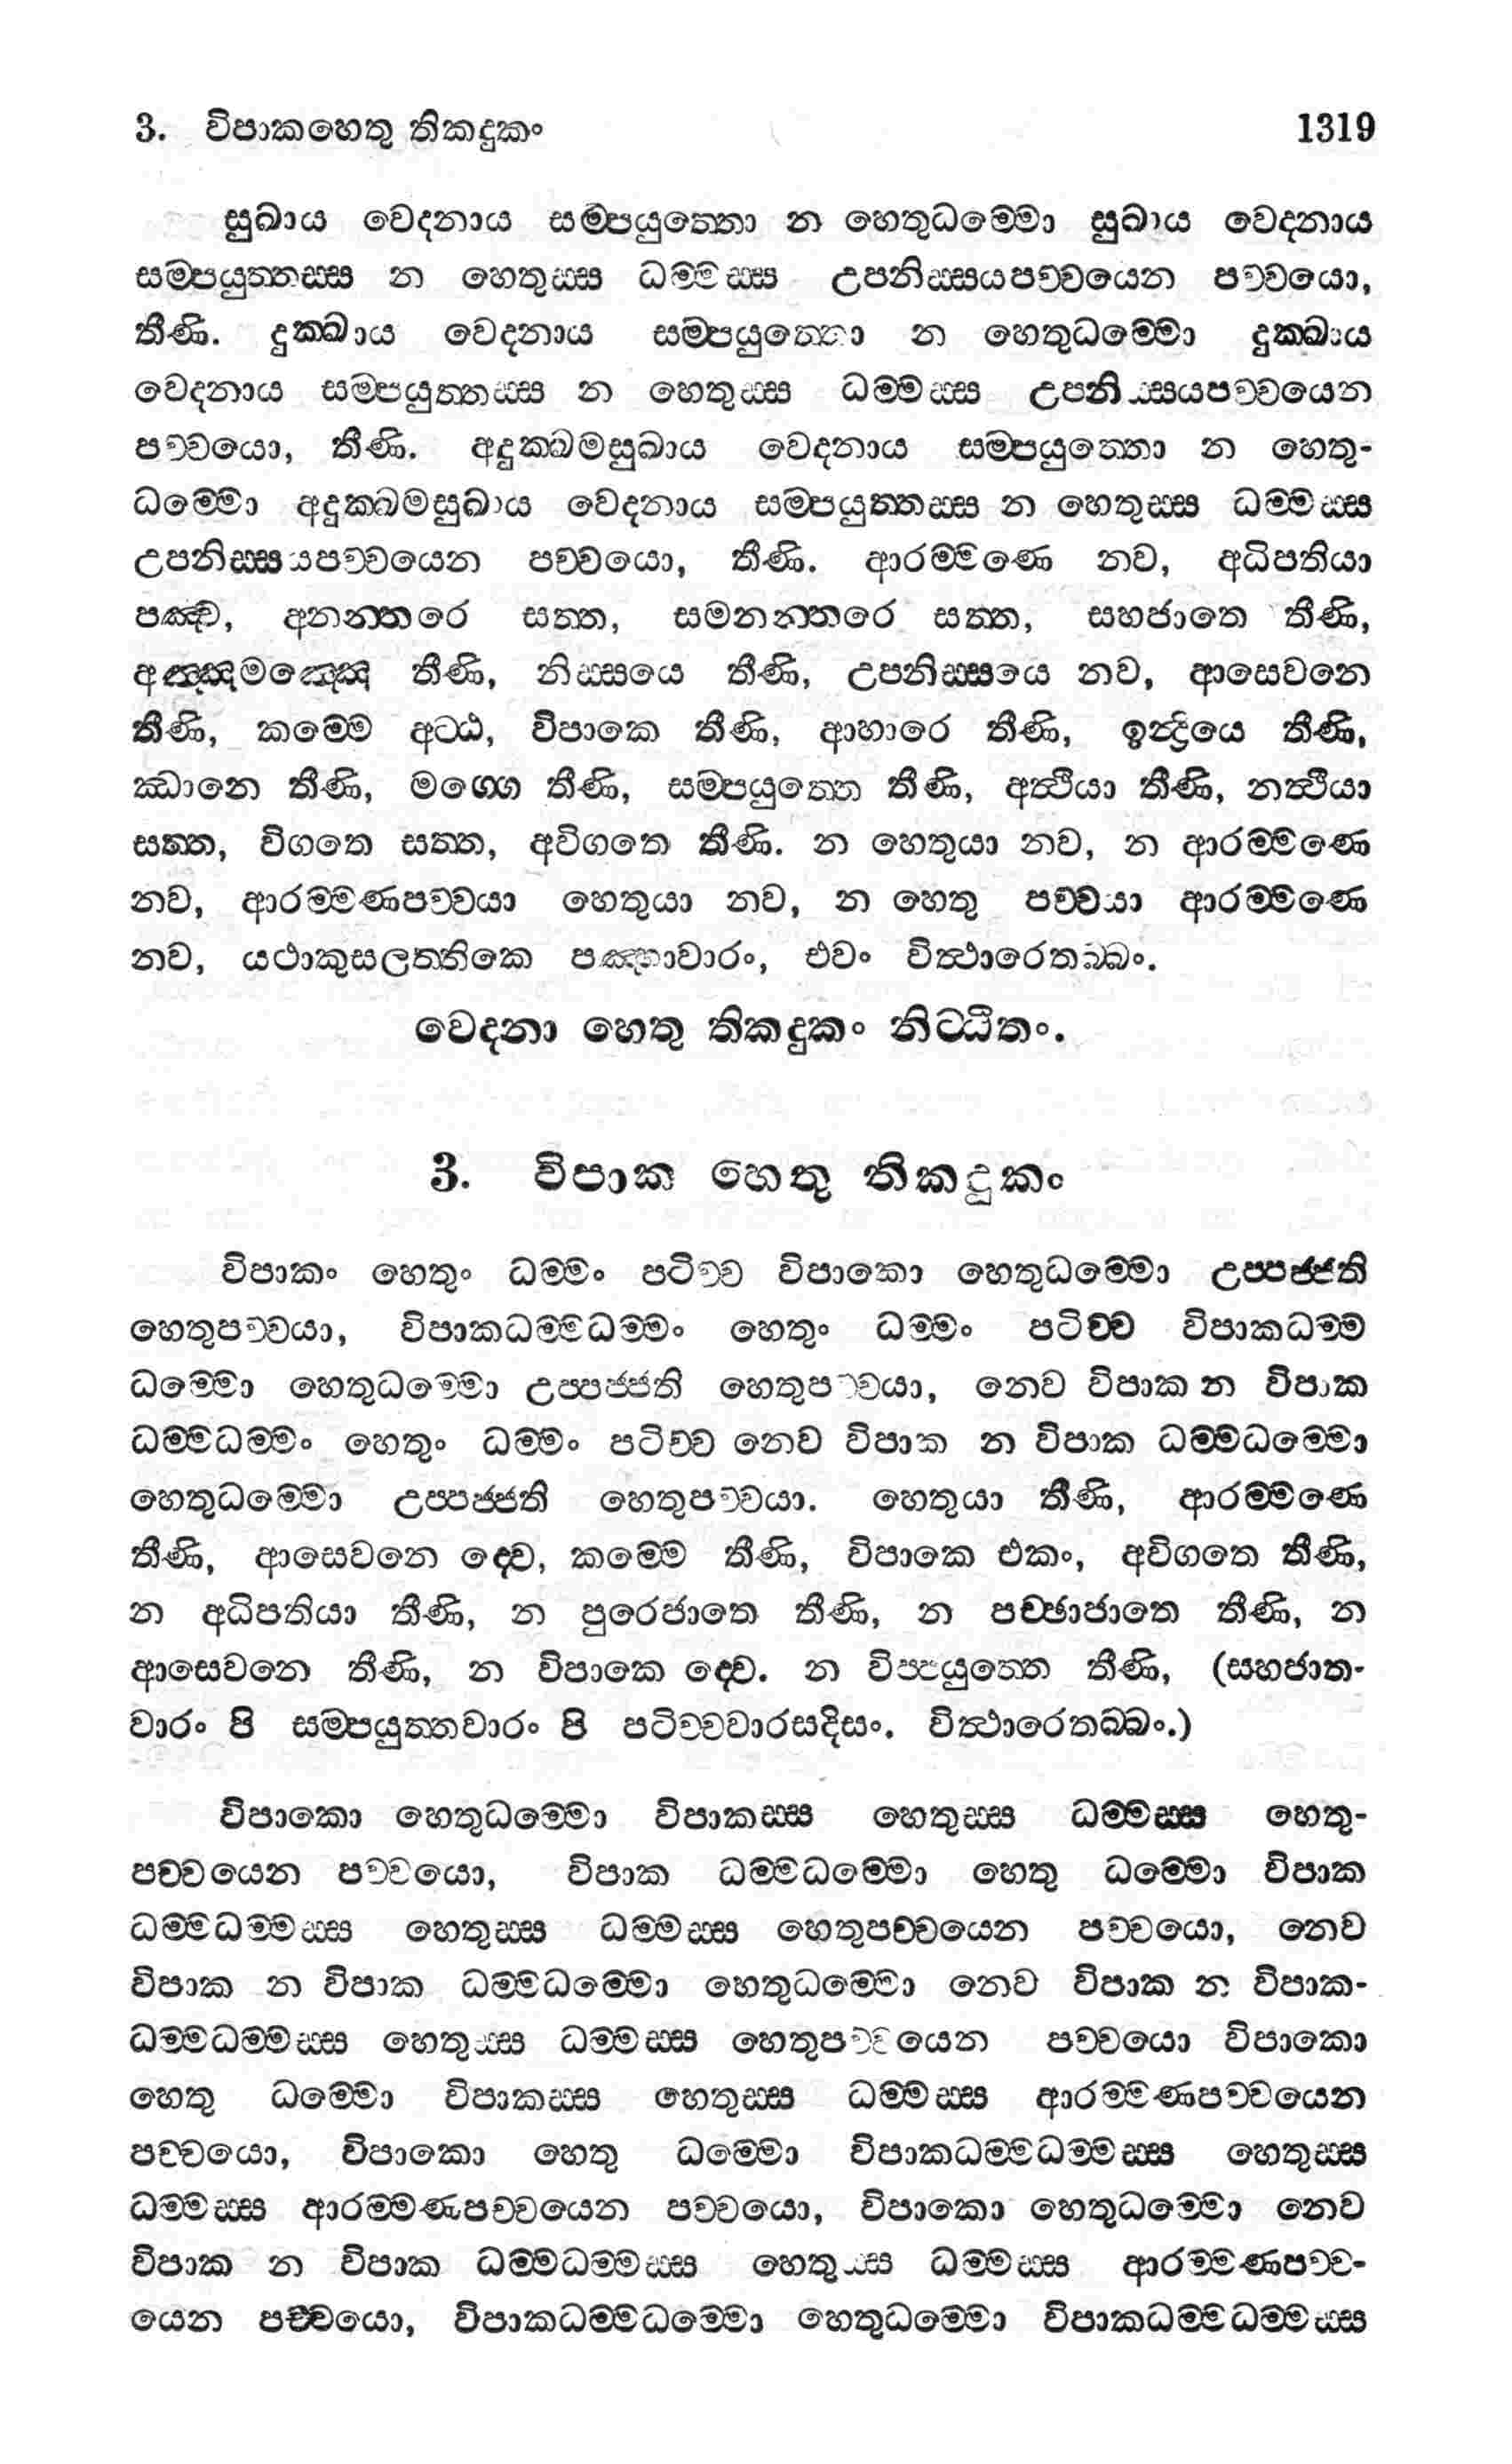 3. විපාකහෙතු තිකදුකං 1319
සුඛාය වෙදනාය සම්පයුත්තො න හෙතුධම්මො සුඛාය වෙදනාය
සම්පයුත්තස්ස න හෙතුස්ස ධම්මස්ස උපනිස්සයපච්චයෙන පච්චයො,
තීණි. දුක්ඛාය වෙදනාය සම්පයුත්තො න හෙතුධම්මො දුක්ඛාය
වෙදනාය සම්පයුත්තස්ස න හෙතුස්ස ධම්මස්ස උපනිස්සයපච්චයෙන
පච්චයො, තීණි. අදුක්ඛමසුඛාය වෙදනාය සම්පයුත්තො න හෙතු-
ධම්මො අදුක්ඛමසුඛාය වෙදනාය සම්පයුත්තස්ස න හෙතුස්ස ධම්මස්ස
උපනිස්සයපච්චයෙන පච්චයො, තීණි. ආරම්මණෙ නව, අධිපතියා
පඤ්ච, අනන්තරෙ සත්ත, සමනන්තරෙ සත්ත, සහජාතෙ තීණි,
අඤ්ඤමඤ්ඤෙ තීණි, නිස්සයෙ තීණි, උපනිස්සයෙ නව, ආසෙවනෙ
තීණි, කම්මෙ අට්ඨ, විපාකෙ තීණි, ආහාරෙ තීණි, ඉන්ද්‍රියෙ තීණි,
ඣානෙ තීණි, මග්ගෙ තීණි, සම්පයුත්තෙ තීණි, අත්ථියා තීණි, නත්ථියා
සත්ත, විගතෙ සත්ත, අවිගතෙ තීණි. න හෙතුයා නව, න ආරම්මණෙ
නව, ආරම්මණපච්චයා හෙතුයා නව, න හෙතු පච්චයා ආරම්මණෙ
නව, යථාකුසලත්තිකෙ පඤ්හාවාරං, එවං විත්ථාරෙතබ්බං.
වෙදනා හෙතු තිකදුකං නිට්ඨිතං.
3. විපාක හෙතු තිකදුකං
විපාකං හෙතුං ධම්මං පටිච්ච විපාකො හෙතුධම්මො උප්පජ්ජති
හෙතුපච්චයා, විපාකධම්මධම්මං හෙතුං ධම්මං පටිච්ච විපාකධම්ම
ධම්මො හෙතුධම්මො උප්පජ්ජති හෙතුපච්චයා, නෙව විපාක න විපාක
ධම්මධම්මං හෙතුං ධම්මං පටිච්ච නෙව විපාක න විපාක ධම්මධම්මො
හෙතුධම්මො උප්පජ්ජති හෙතුපච්චයා. හෙතුයා තීණි, ආරම්මණෙ
තීණි, ආසෙවනෙ ද්වෙ, කම්මෙ තීණි, විපාකෙ එකං, අවිගතෙ තීණි,
න අධිපතියා තීණි, න පුරෙජාතෙ තීණි, න පච්ඡාජාතෙ තීණි, න
ආසෙවනෙ තීණි, න විපාකෙ ද්වෙ. න විප්පයුත්තෙ තීණි, (සහජාත-
වාරං පි සම්පයුත්තවාරං පි පටිච්චවාරසදිසං. විත්ථාරෙතබ්බං.)
විපාකො හෙතුධම්මො විපාකස්ස හෙතුස්ස ධම්මස්ස හෙතු-
පච්චයෙන පච්චයො, විපාක ධම්මධම්මො හෙතු ධම්මො විපාක
ධම්මධම්මස්ස හෙතුස්ස ධම්මස්ස හෙතුපච්චයෙන පච්චයො, නෙව
විපාක න විපාක ධම්මධම්මො හෙතුධම්මො නෙව විපාක න විපාක-
ධම්මධම්මස්ස හෙතුස්ස ධම්මස්ස හෙතුපච්චයෙන පච්චයො විපාකො
හෙතු ධම්මො විපාකස්ස හෙතුස්ස ධම්මස්ස ආරම්මණපච්චයෙන
පච්චයො, විපාකො හෙතු ධම්මො විපාකධම්මධම්මස්ස හෙතුස්ස
ධම්මස්ස ආරම්මණපච්චයෙන පච්චයො, විපාකො හෙතුධම්මො නෙව
විපාක න විපාක ධම්මධම්මස්ස හෙතුස්ස ධම්මස්ස ආරම්මණපච්ච-
යෙන පච්චයො, විපාකධම්මධම්මො හෙතුධම්මො විපාකධම්මධම්මස්ස